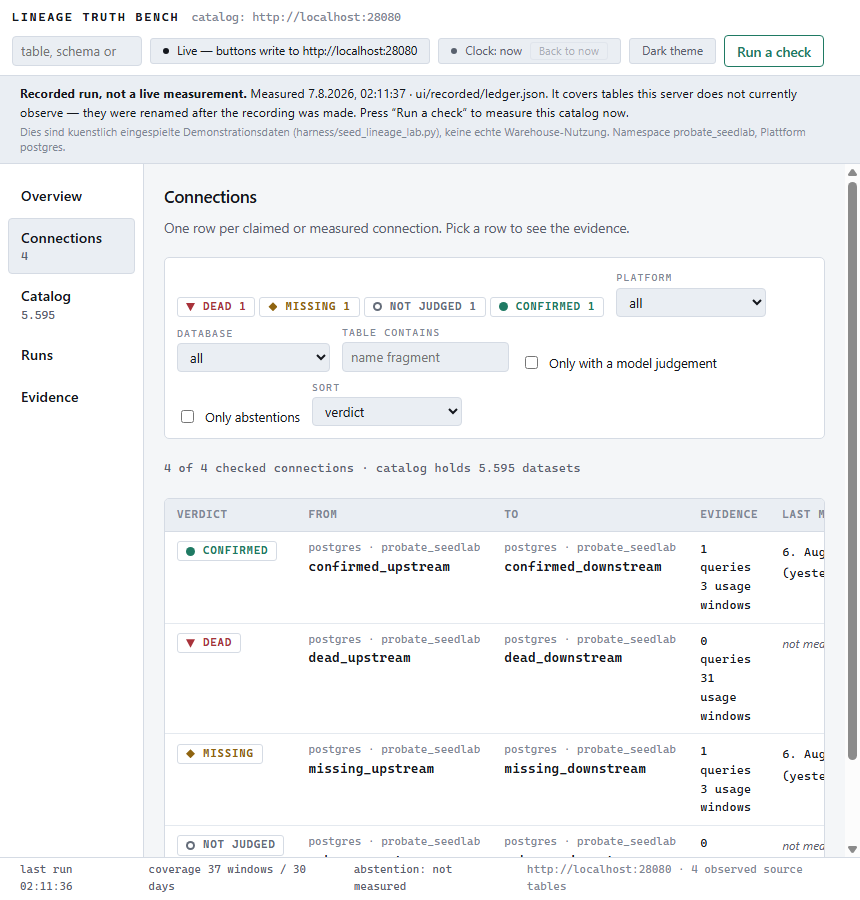 LINEAGE TRUTH BENCH catalog: http://localhost:28080
table, schema or
Live — buttons write to http://localhost:28080
Clock: now
Back to now
Dark theme
Run a check
Recorded run, not a live measurement. Measured 7.8.2026, 02:11:37 · ui/recorded/ledger.json. It covers tables this server does not currently
observe — they were renamed after the recording was made. Press “Run a check” to measure this catalog now.
Dies sind kuenstlich eingespielte Demonstrationsdaten (harness/seed_lineage_lab.py), keine echte Warehouse-Nutzung. Namespace probate_seedlab, Plattform
postgres.
Overview
Connections
4
Catalog
5.595
Runs
Evidence
Connections
One row per claimed or measured connection. Pick a row to see the evidence.
DEAD 1
MISSING 1
NOT JUDGED 1
CONFIRMED 1
PLATFORM
all
DATABASE
all
TABLE CONTAINS
name fragment
Only with a model judgement
Only abstentions
SORT
verdict
4 of 4 checked connections · catalog holds 5.595 datasets
VERDICT FROM TO EVIDENCE LAST M
CONFIRMED
postgres · probate_seedlab
confirmed_upstream
postgres · probate_seedlab
confirmed_downstream
1
queries
3 usage
windows
6. Aug
(yeste
DEAD
postgres · probate_seedlab
dead_upstream
postgres · probate_seedlab
dead_downstream
0
queries
31
usage
windows
not mea
MISSING
postgres · probate_seedlab
missing_upstream
postgres · probate_seedlab
missing_downstream
1
queries
3 usage
windows
6. Aug
(yeste
NOT JUDGED
postgres · probate_seedlab
postgres · probate_seedlab
0
not mea
last run
02:11:36
coverage 37 windows / 30
days
abstention: not
measured
http://localhost:28080 · 4 observed source
tables